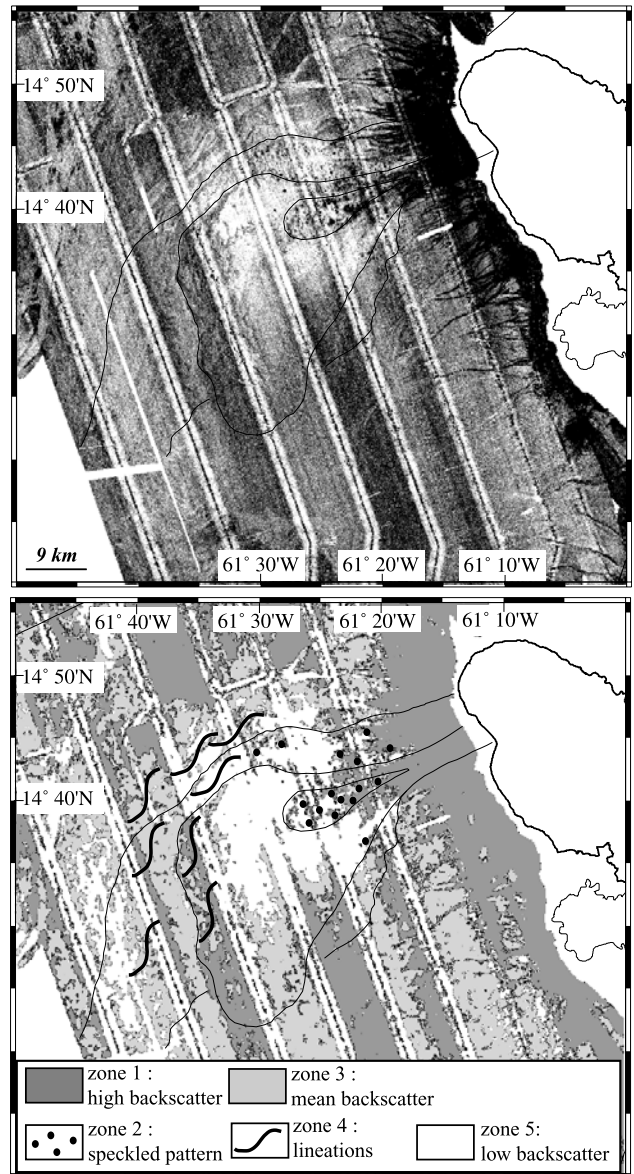 14° 50'N
14° 40'N
9 km
61° 30'W
61° 20'W
61° 10'W
61° 40'W
61° 30'W
61° 20'W
61° 10'W
14° 50'N
14° 40'N
zone 1 :
high backscatter
zone 3 :
mean backscatter
zone 2 :
speckled pattern
zone 4 :
lineations
zone 5:
low backscatter